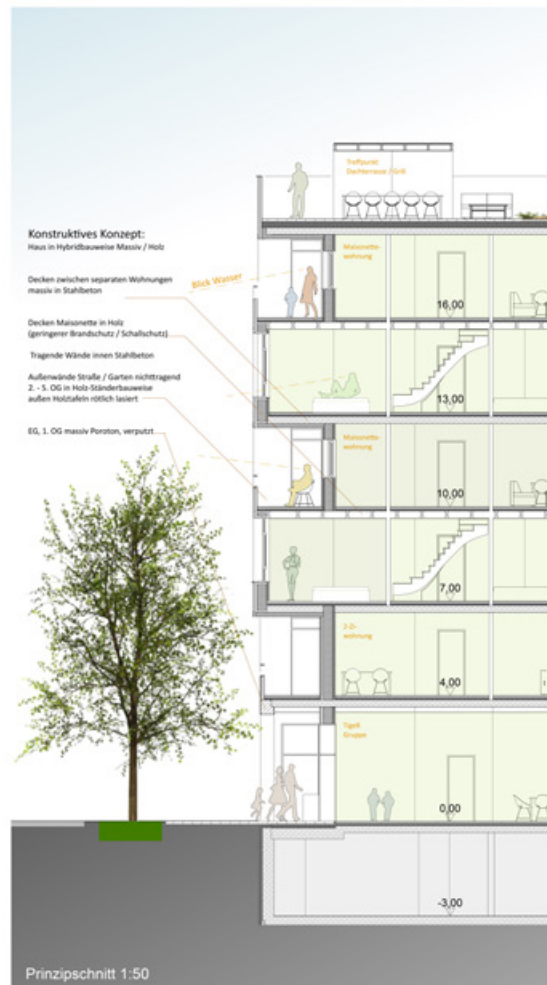 Treffpunkt
Dachterrasse / Grill
Konstruktives Konzept:
Haus in Hybridbauweise Massiv / Holz
Decken zwischen separaten Wohnungen
massiv in Stahlbeton
Decken Maisonette in Holz
(geringerer Brandschutz / Schallschutz)
Tragende Wände innen Stahlbeton
Außenwände Straße / Garten nichttragend
2. - 5. OG in Holz-Ständerbauweise
außen Holztafeln rötlich lasiert
EG, 1. OG massiv Poroton, verputzt
Blick Wasser
Maisonette-
wohnung
16,00
13,00
Maisonette-
wohnung
10,00
7,00
wohnung
4,00
Gruppe
0,00
-3,00
Prinzipschnitt 1:50